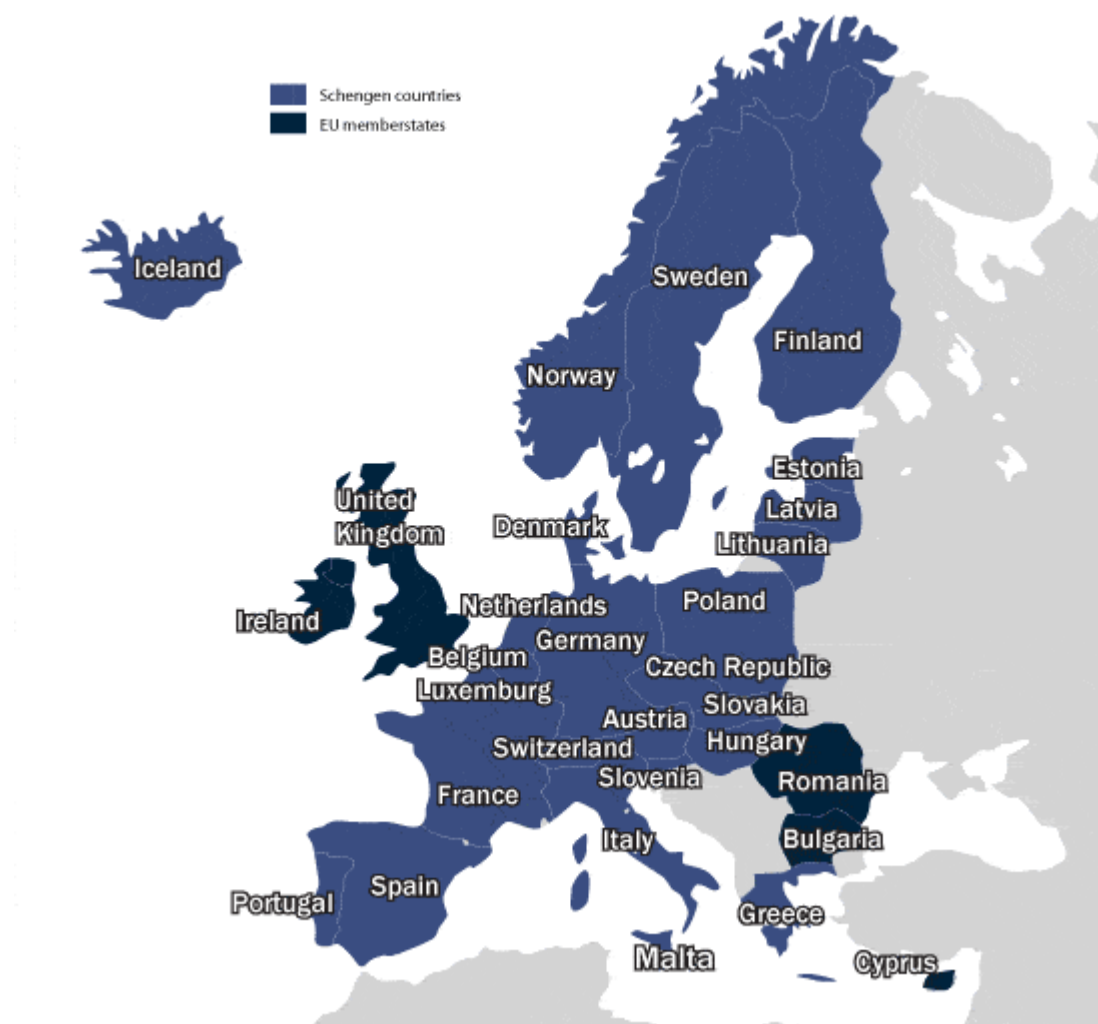 Schengen countries
EU memberstates
Iceland
Sweden
Finland
Norway
Estonia
United
Kingdom
Latvia
Denmark
Lithuania
Netherlands
Poland
Ireland
Germany
Belgium
Czech Republic
Luxemburg
Slovakia
Austria
Hungary
Switzerland
Slovenia
Romania
France
Italy
Bulgaria
Spain
Portugal
Greece
Malta
Cyprus